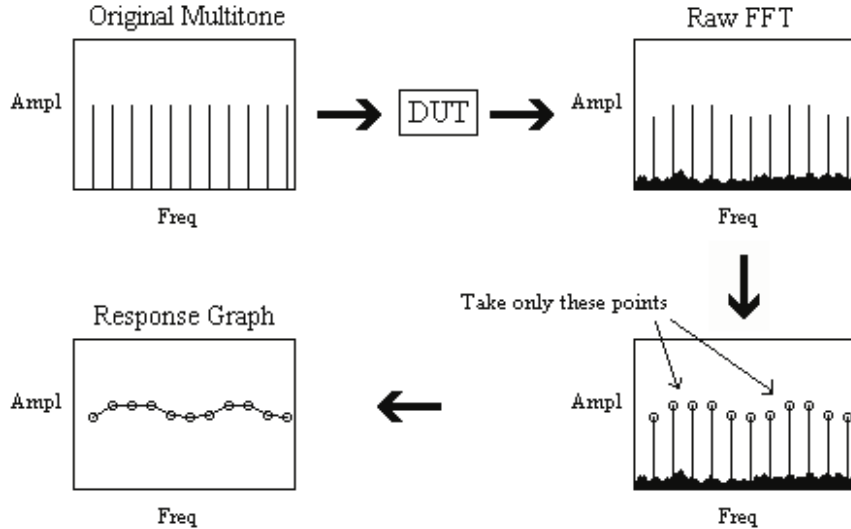 Original Multitone
Raw FFT
Ampl
DUT
Ampl
Freq
Freq
Take only these points
Response Graph
Ampl
Ampl
Freq
Freq